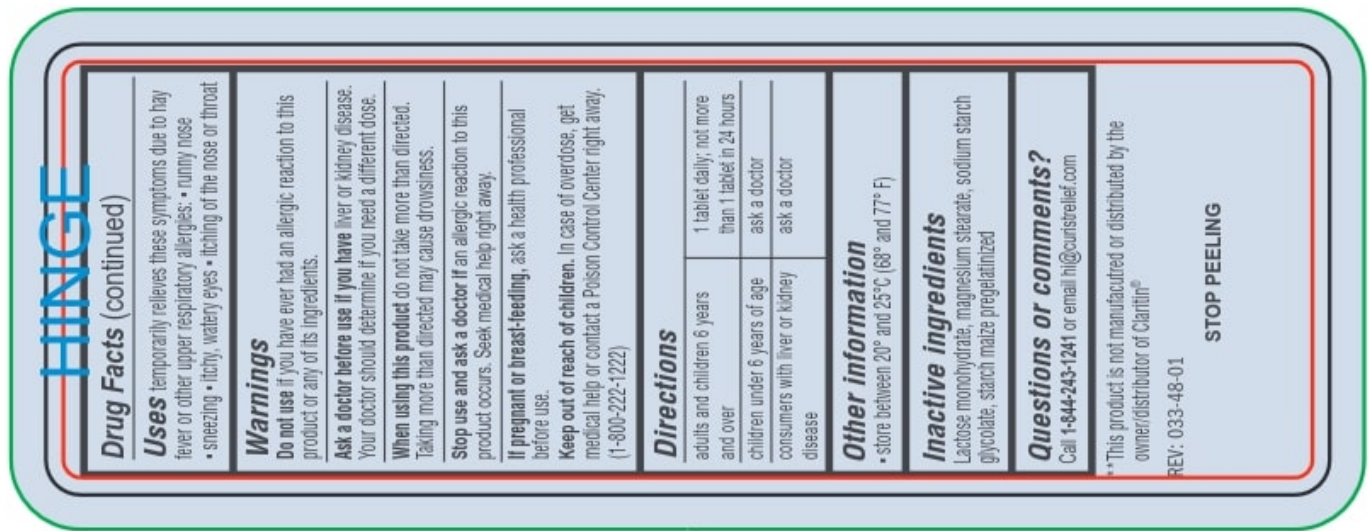 HINGE
Drug Facts (continued)
Uses temporarily relieves these symptoms due to hay
fever or other upper respiratory allergies: • runny nose
• sneezing • itchy, watery eyes • itching of the nose or throat
Warnings
Do not use if you have ever had an allergic reaction to this
product or any of its ingredients.
Ask a doctor before use if you have liver or kidney disease.
Your doctor should determine if you need a different dose.
When using this product do not take more than directed.
Taking more than directed may cause drowsiness.
Stop use and ask a doctor if an allergic reaction to this
product occurs. Seek medical help right away.
If pregnant or breast-feeding, ask a health professional
before use.
Keep out of reach of children. In case of overdose, get
medical help or contact a Poison Control Center right away.
(1-800-222-1222)
Directions
adults and children 6 years 1 tablet daily; not more
and over than 1 tablet in 24 hours
children under 6 years of age ask a doctor
consumers with liver or kidney ask a doctor
disease
Other information
• store between 20° and 25°C (68° and 77° F)
Inactive ingredients
Lactose monohydrate, magnesium stearate, sodium starch
glycolate, starch maize pregelatinized
Questions or comments?
Call 1-844-243-1241 or email hi@curistrelief.com
**This product is not manufacutred or distributed by the
owner/distributor of Claritin®
REV: 033-48-01
STOP PEELING